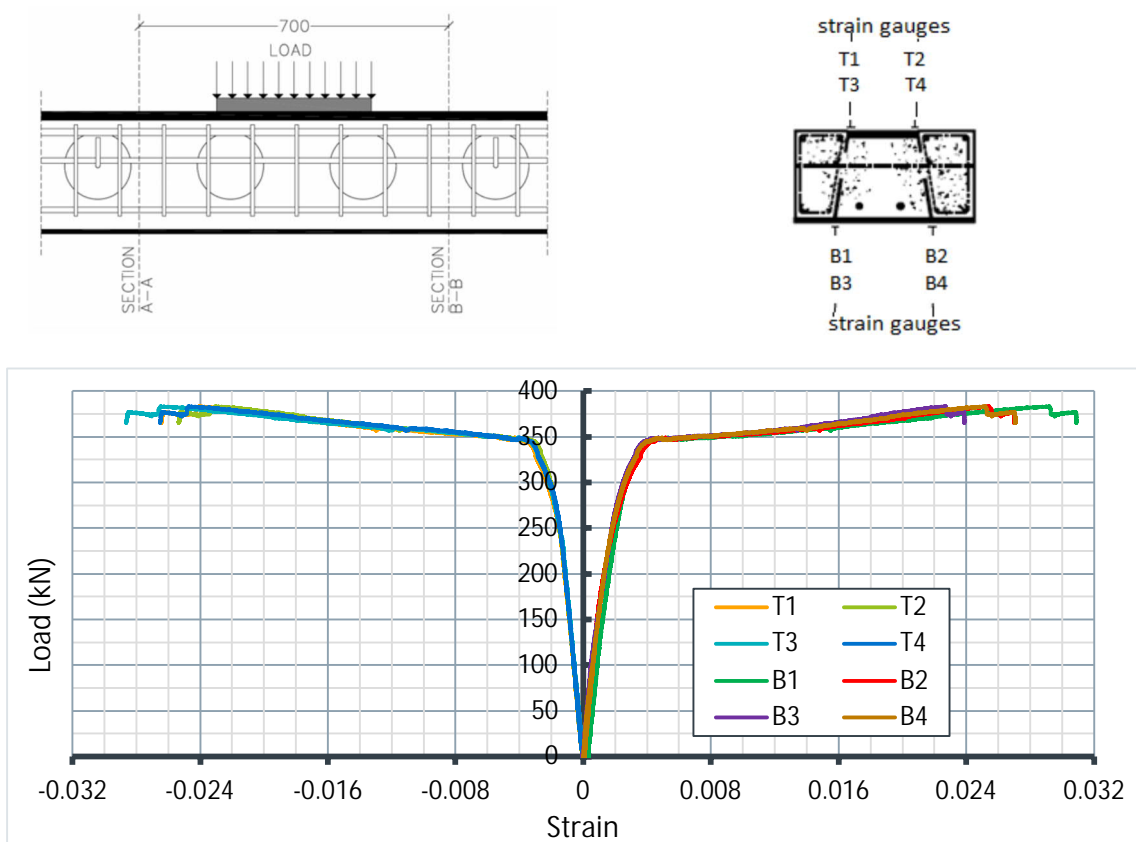 700
LOAD
SECTION
A-A
SECTION
B-B
strain gauges
T1 T2
T3 T4
B1 B2
B3 B4
strain gauges
Load (kN)
400
350
300
250
200
150
100
50
0
T1 T2
T3 T4
B1 B2
B3 B4
-0.032 -0.024 -0.016 -0.008 0 0.008 0.016 0.024 0.032
Strain